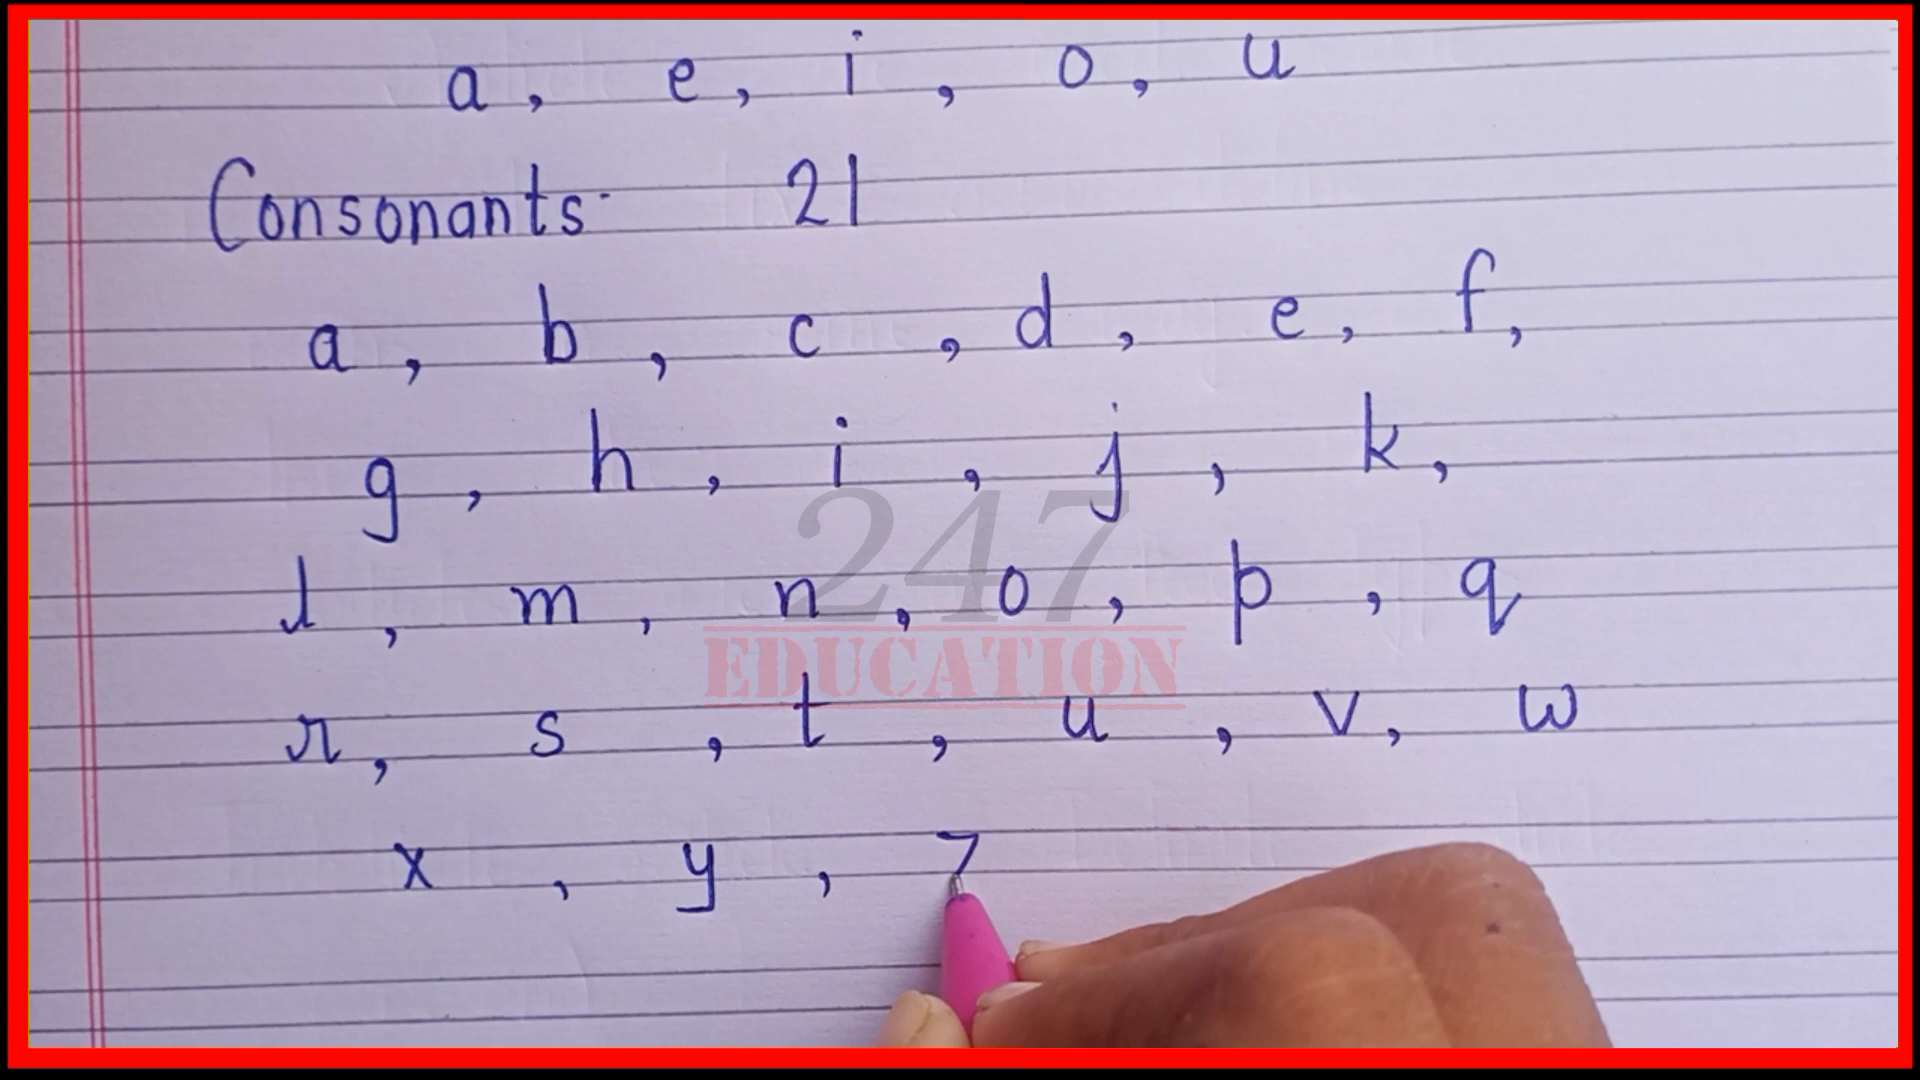 a, e, i, o, u
Consonants- 21
a, b, c, d, e, f,
g, h, i, j, k,
247
l, m, n, o, p, q
EDUCATION
r, s, t, u, v, w
x, y, z